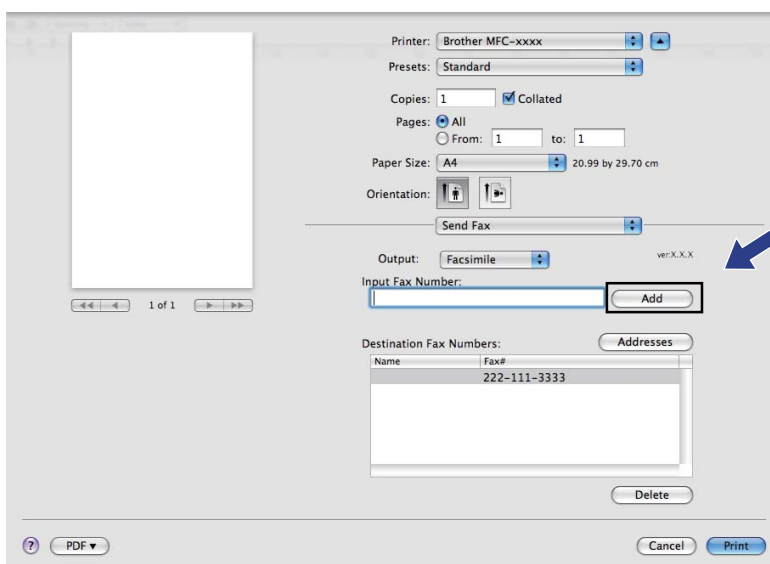 Printer: Brother MFC-xxxx
Presets: Standard
Copies: 1 Collated
Pages: All
From: 1 to: 1
Paper Size: A4 20.99 by 29.70 cm
Orientation:
Send Fax
Output: Facsimile ver:X.X.X
Input Fax Number:
Add
1 of 1
Destination Fax Numbers: Addresses
Name Fax#
222-111-3333
Delete
? PDF Cancel Print